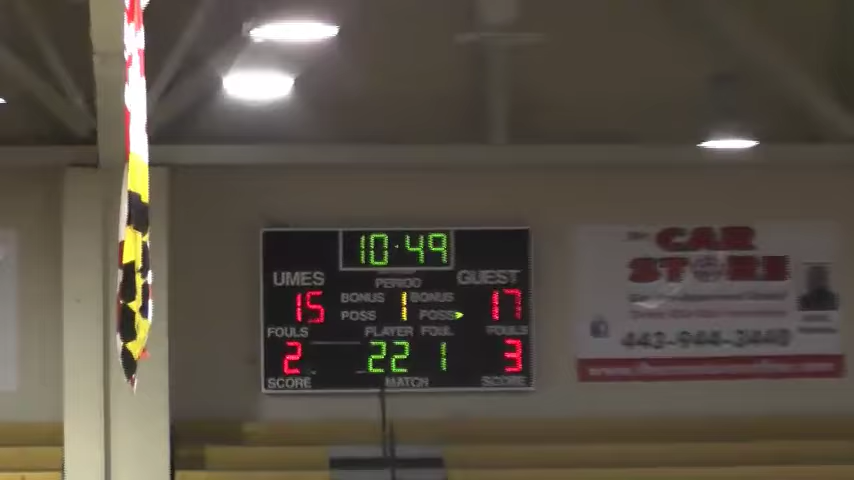 10:49
UMES PERIOD GUEST
15 BONUS 1 BONUS 17
POSS POSS
FOULS PLAYER FOUL FOULS
2 22 1 3
SCORE MATCH SCORE
CAR
STORE
443-944-3440